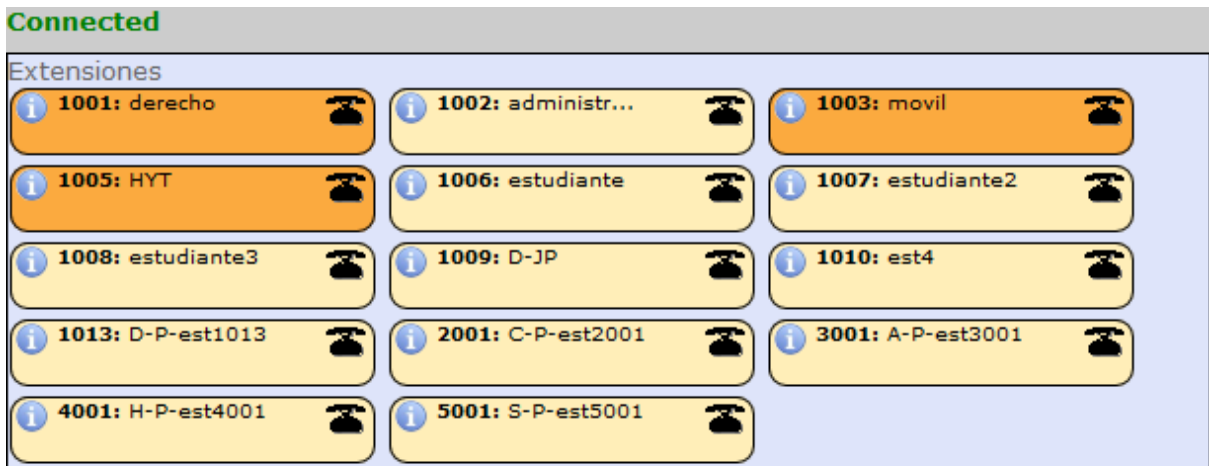 Connected
Extensiones
1001: derecho
1002: administr...
1003: movil
1005: HYT
1006: estudiante
1007: estudiante2
1008: estudiante3
1009: D-JP
1010: est4
1013: D-P-est1013
2001: C-P-est2001
3001: A-P-est3001
4001: H-P-est4001
5001: S-P-est5001